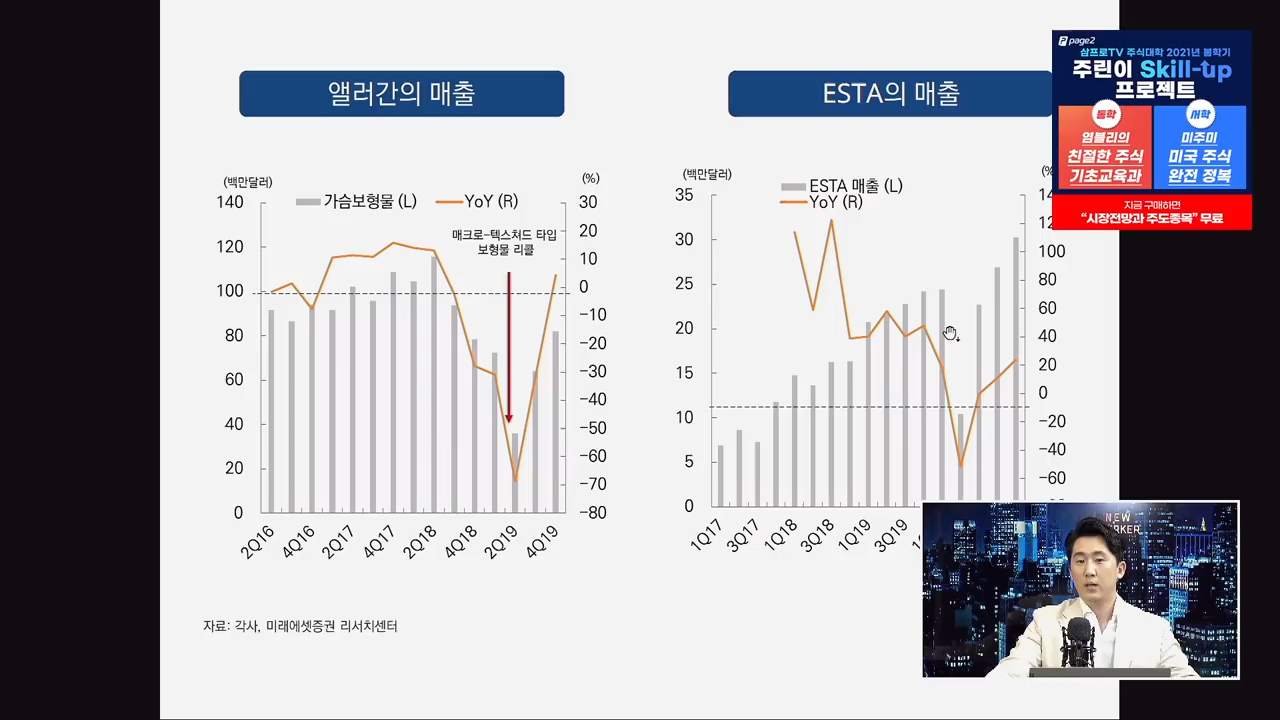 앨러간의 매출
ESTA의 매출
page2
삼프로TV 주식대학 2021년 봄학기
주린이 Skill-up
프로젝트
동학
염블리의
친절한 주식
기초교육과
서학
미주미
미국 주식
완전 정복
지금 구매하면
“시장전망과 주도종목” 무료
(백만달러)
(%)
가슴보형물 (L)
YoY (R)
매크로-텍스쳐드 타입
보형물 리콜
140
120
100
80
60
40
20
0
30
20
10
0
-10
-20
-30
-40
-50
-60
-70
-80
2Q16
4Q16
2Q17
4Q17
2Q18
4Q18
2Q19
4Q19
(백만달러)
ESTA 매출 (L)
YoY (R)
35
30
25
20
15
10
5
0
100
80
60
40
20
0
-20
-40
-60
1Q17
3Q17
1Q18
3Q18
1Q19
3Q19
NEW
자료: 각사, 미래에셋증권 리서치센터